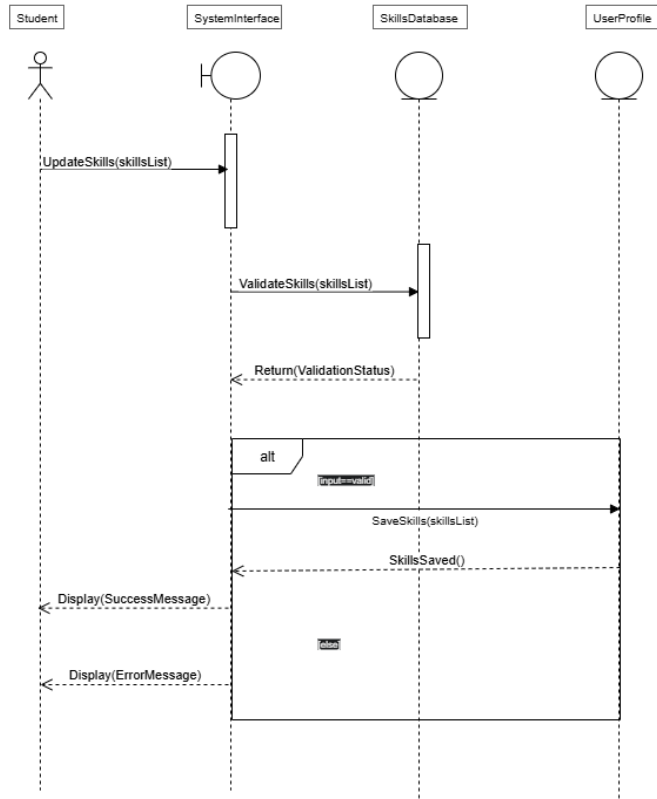 Student
SystemInterface
SkillsDatabase
UserProfile
UpdateSkills(skillsList)
ValidateSkills(skillsList)
Return(ValidationStatus)
alt
[input==valid]
SaveSkills(skillsList)
SkillsSaved()
Display(SuccessMessage)
[else]
Display(ErrorMessage)